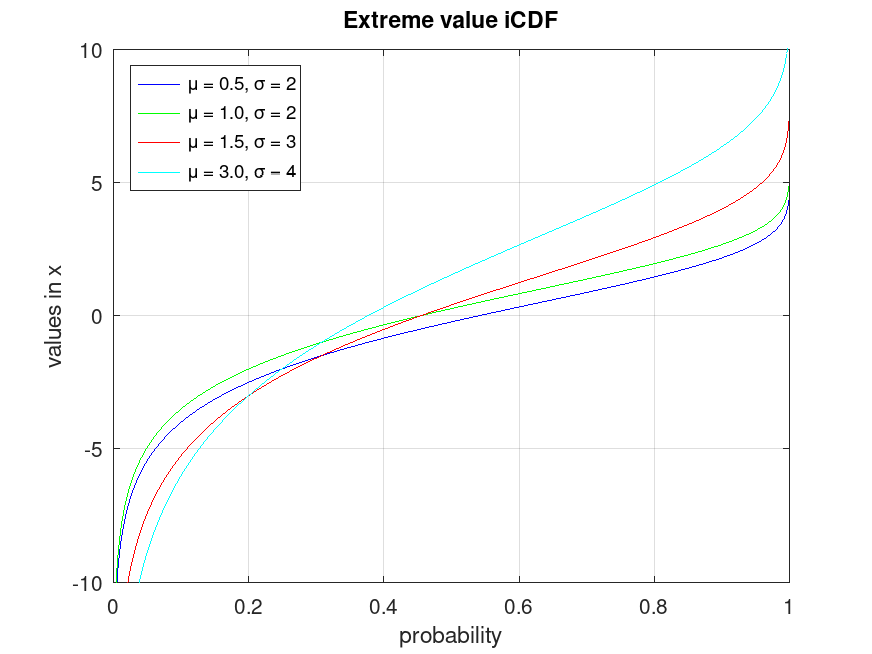 Extreme value iCDF
10
5
0
-5
-10
values in x
μ = 0.5, σ = 2
μ = 1.0, σ = 2
μ = 1.5, σ = 3
μ = 3.0, σ = 4
0
0.2
0.4
0.6
0.8
1
probability